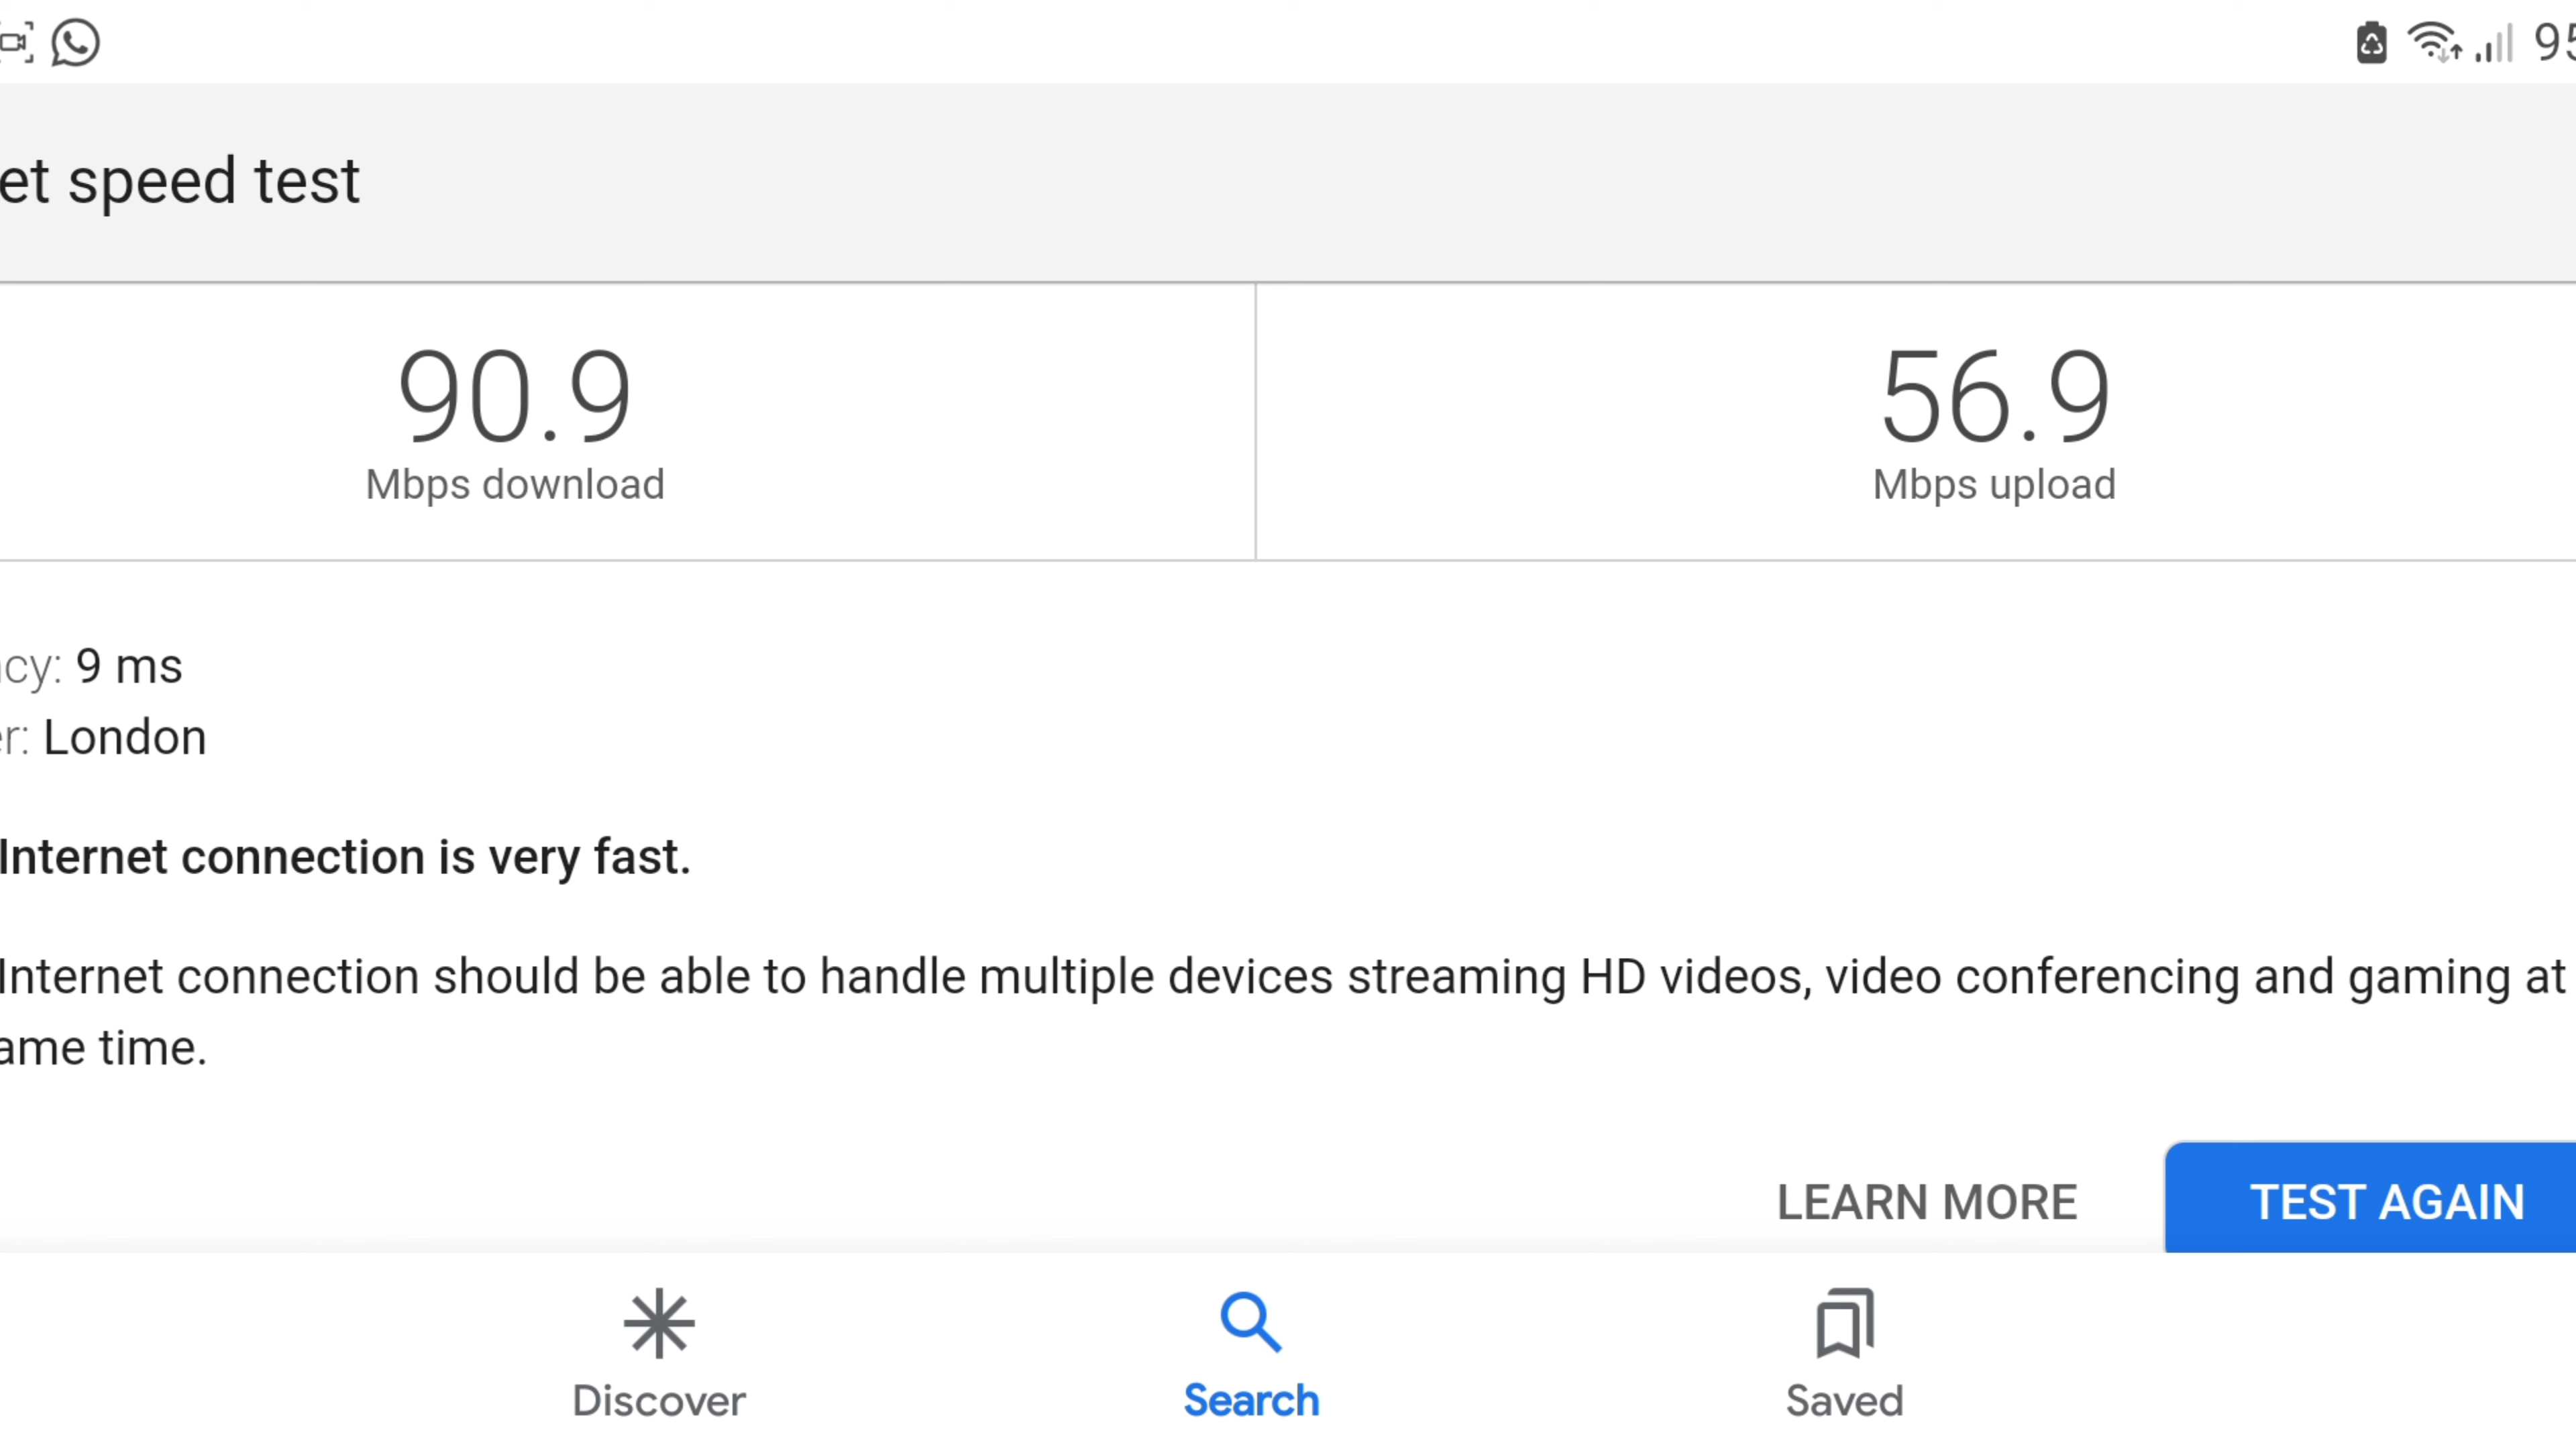 95
et speed test
90.9
Mbps download
56.9
Mbps upload
cy: 9 ms
er: London
Internet connection is very fast.
Internet connection should be able to handle multiple devices streaming HD videos, video conferencing and gaming at
ame time.
LEARN MORE
TEST AGAIN
Discover
Search
Saved